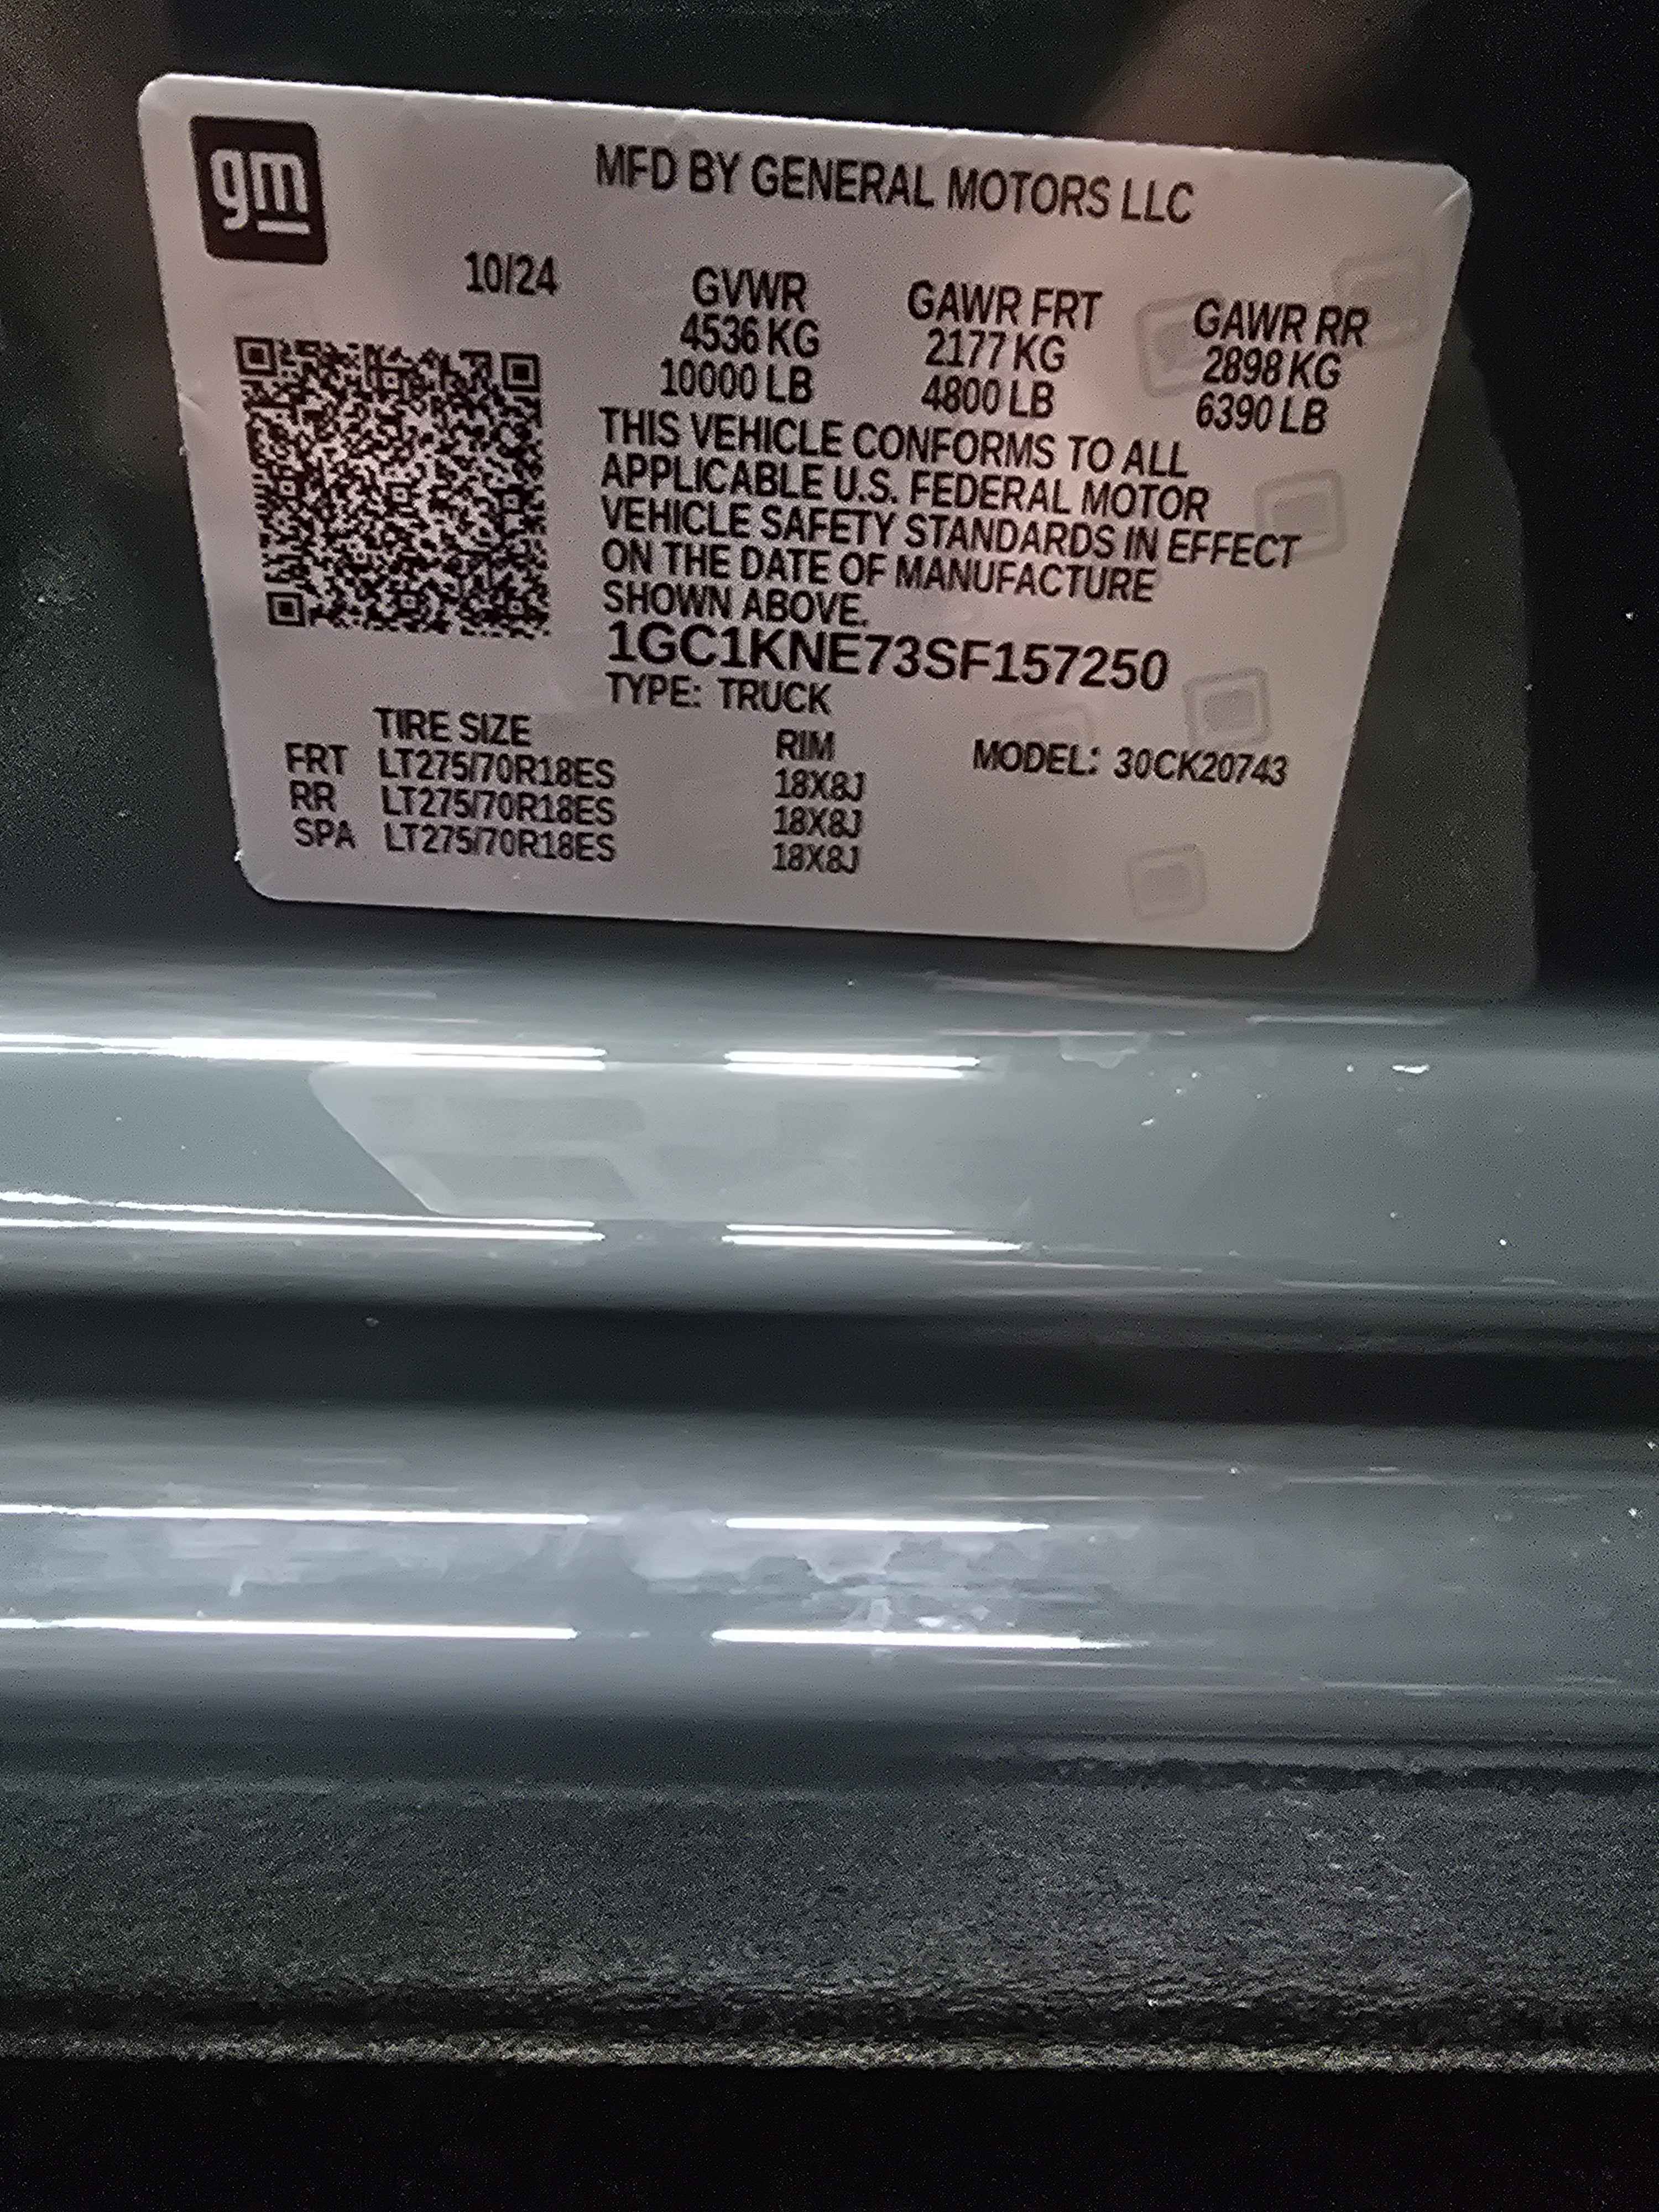 gm
MFD BY GENERAL MOTORS LLC
10/24
GVWR GAWR FRT GAWR RR
4536 KG 2177 KG 2898 KG
10000 LB 4800 LB 6390 LB
THIS VEHICLE CONFORMS TO ALL
APPLICABLE U.S. FEDERAL MOTOR
VEHICLE SAFETY STANDARDS IN EFFECT
ON THE DATE OF MANUFACTURE
SHOWN ABOVE.
1GC1KNE73SF157250
TYPE: TRUCK
TIRE SIZE RIM MODEL: 30CK20743
FRT LT275/70R18ES 18X8J
RR LT275/70R18ES 18X8J
SPA LT275/70R18ES 18X8J